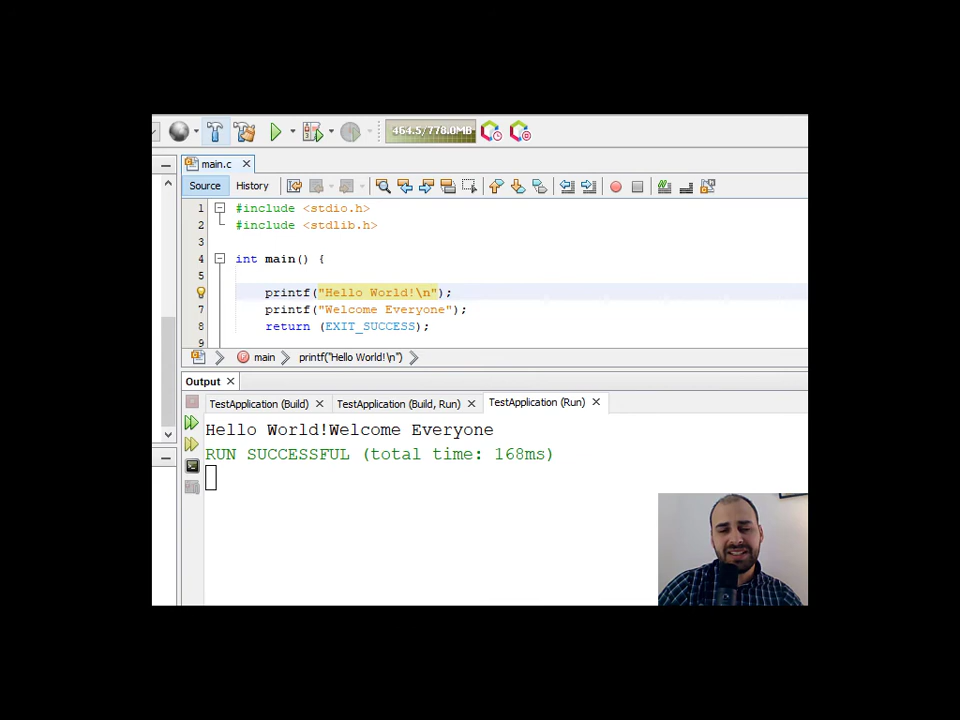 464.5/778.0MB
main.c
Source History
1 #include <stdio.h>
2 #include <stdlib.h>
3
4 int main() {
5
printf("Hello World!\n");
7 printf("Welcome Everyone");
8 return (EXIT_SUCCESS);
9
main printf("Hello World!\n")
Output
TestApplication (Build) TestApplication (Build, Run) TestApplication (Run)
Hello World!Welcome Everyone
RUN SUCCESSFUL (total time: 168ms)